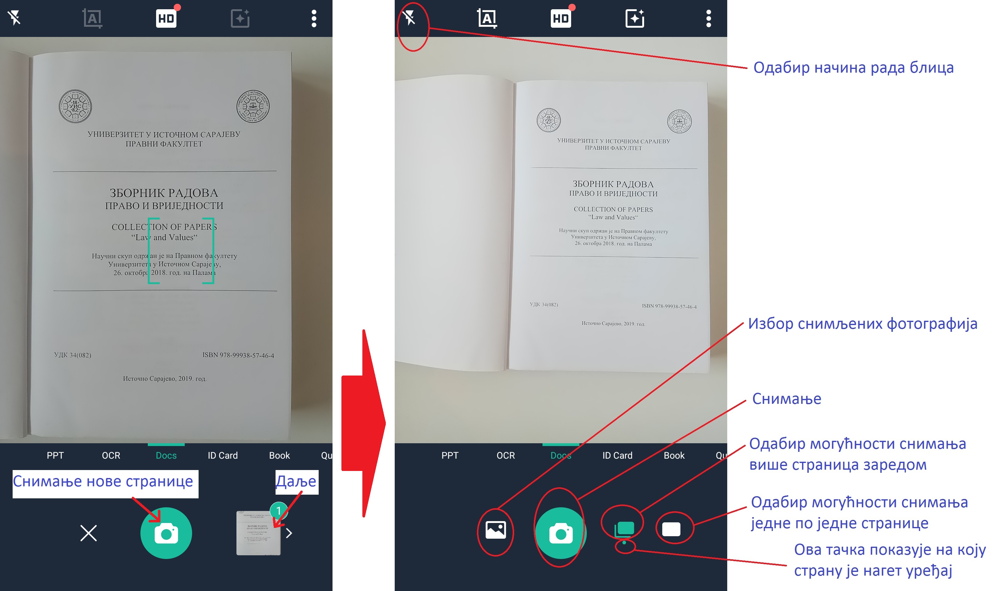 HD
УНИВЕРЗИТЕТ У ИСТОЧНОМ САРАЈЕВУ
ПРАВНИ ФАКУЛТЕТ
18
УИС
82
ЗБОРНИК РАДОВА
ПРАВО И ВРИЈЕДНОСТИ
COLLECTION OF PAPERS
“Law and Values“
Научни скуп одржан је на Правном факултету
Универзитета у Источном Сарајеву,
26. октобра 2018. год. на Палама
УДК 34(082)
ISBN 978-99938-57-46-4
Источно Сарајево, 2019. год.
PPT OCR Docs ID Card Book Qu
Снимање нове странице
Даље
1
A
HD
18
УИС
82
УНИВЕРЗИТЕТ У ИСТОЧНОМ САРАЈЕВУ
ПРАВНИ ФАКУЛТЕТ
ЗБОРНИК РАДОВА
ПРАВО И ВРИЈЕДНОСТИ
COLLECTION OF PAPERS
“Law and Values“
Научни скуп одржан је на Правном факултету
Универзитета у Источном Сарајеву,
26. октобра 2018. год. на Палама
УДК 34(082)
ISBN 978-99938-57-46-4
Источно Сарајево, 2019. год.
PPT OCR Docs ID Card Book Qu
Одабир начина рада блица
Избор снимљених фотографија
Снимање
Одабир могућности снимања
више страница заредом
Одабир могућности снимања
једне по једне странице
Ова тачка показује на коју
страну је нагет уређај